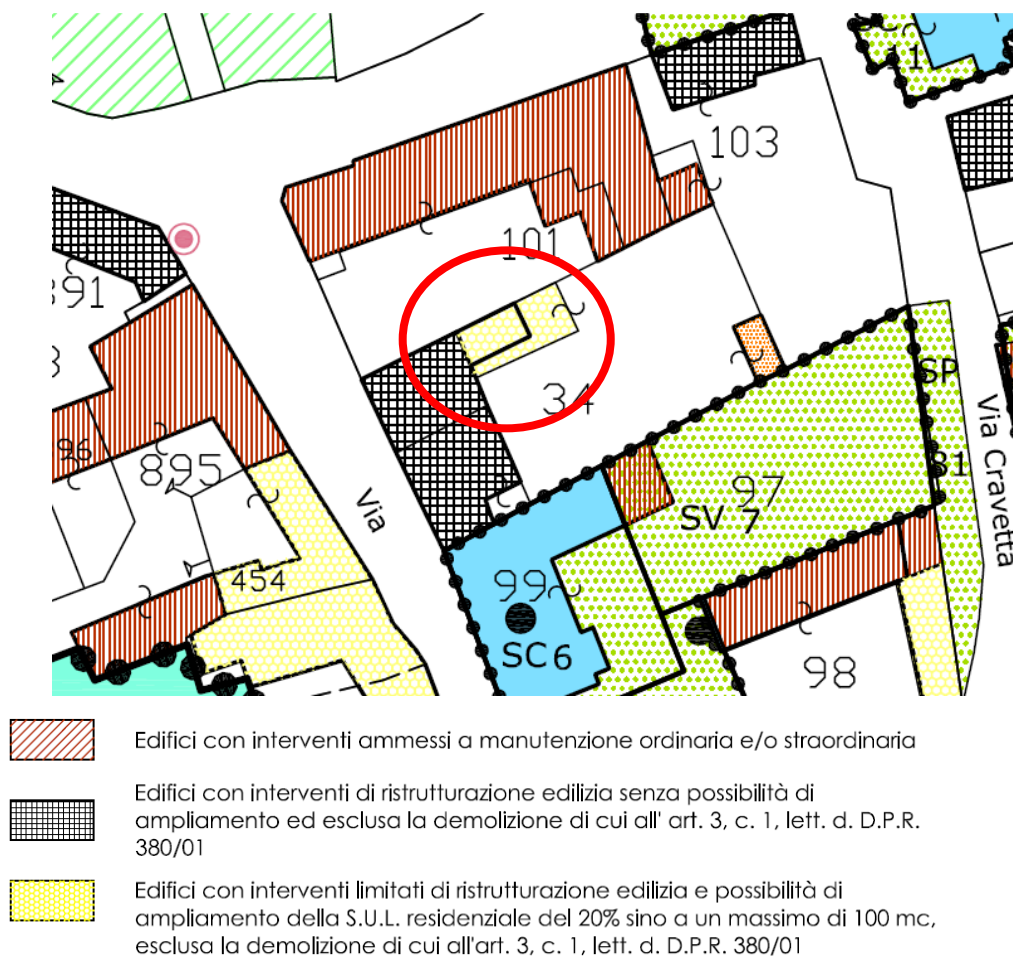 11
103
101
891
3
34
SP
81
96
895
Via
97
SV 7
Via Cravetta
454
99
SC6
98
Edifici con interventi ammessi a manutenzione ordinaria e/o straordinaria
Edifici con interventi di ristrutturazione edilizia senza possibilità di
ampliamento ed esclusa la demolizione di cui all' art. 3, c. 1, lett. d. D.P.R.
380/01
Edifici con interventi limitati di ristrutturazione edilizia e possibilità di
ampliamento della S.U.L. residenziale del 20% sino a un massimo di 100 mc,
esclusa la demolizione di cui all'art. 3, c. 1, lett. d. D.P.R. 380/01